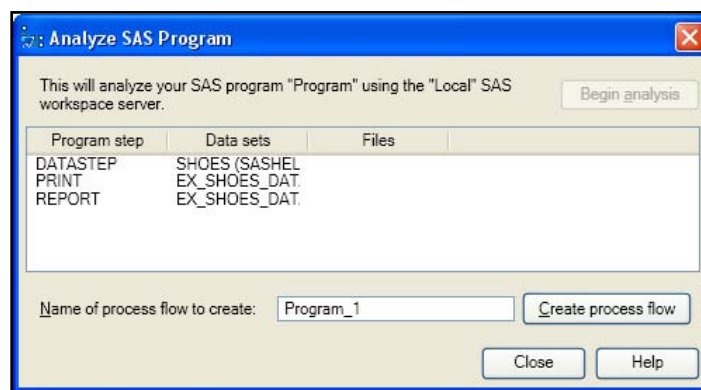 Analyze SAS Program
This will analyze your SAS program "Program" using the "Local" SAS
workspace server.
Begin analysis
Program step Data sets Files
DATASTEP SHOES (SASHEL
PRINT EX_SHOES_DAT.
REPORT EX_SHOES_DAT.
Name of process flow to create: Program_1 Create process flow
Close Help